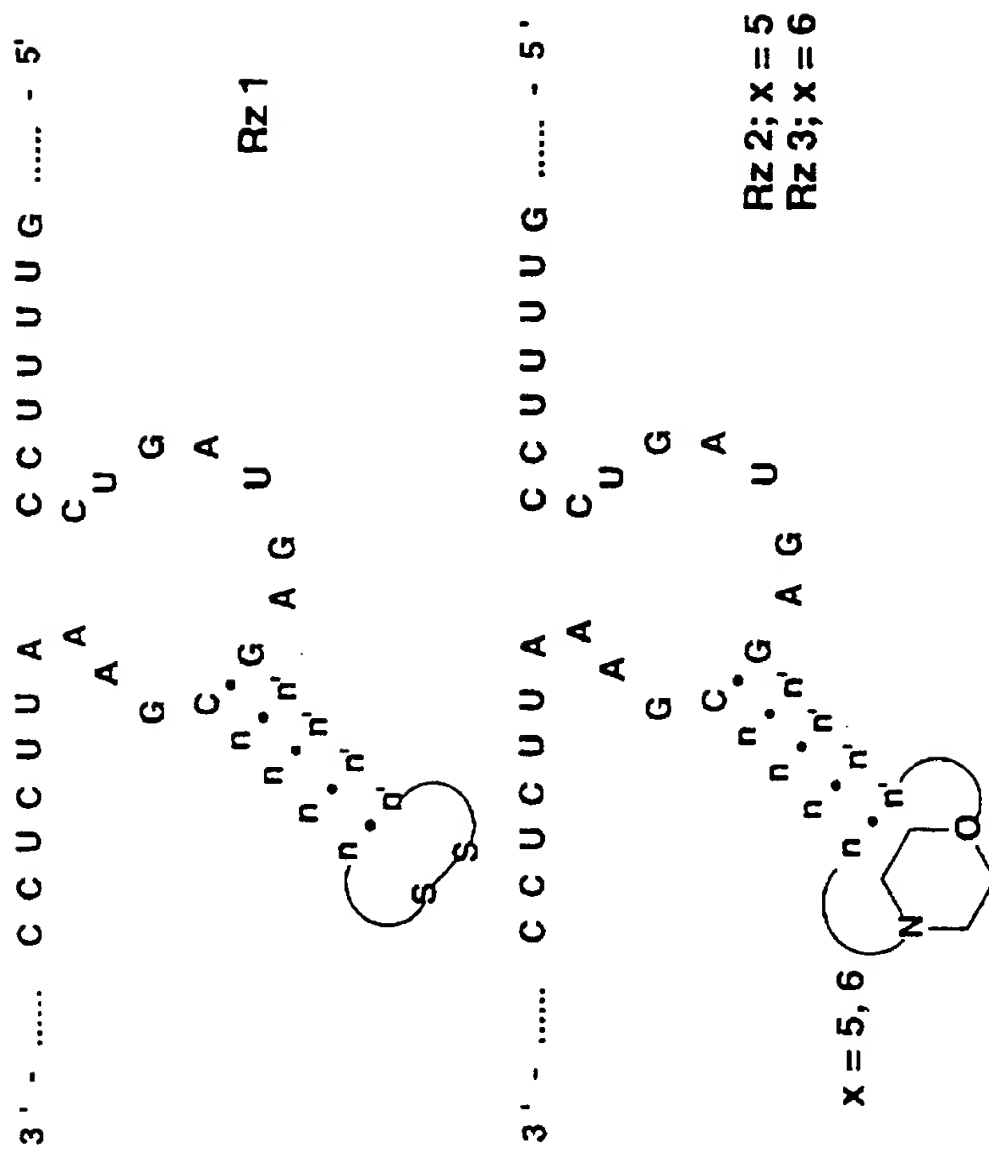 3' - ...... C C U C U U A C C U U U U G ...... - 5'
A A G C
C U G A U G A G
n n n n
n' n' n' n'
S S
Rz 1
3' - ...... C C U C U U A C C U U U U G ...... - 5'
A A G C
C U G A U G A G
n n n n
n' n' n' n'
N O
x = 5, 6
Rz 2; x = 5
Rz 3; x = 6